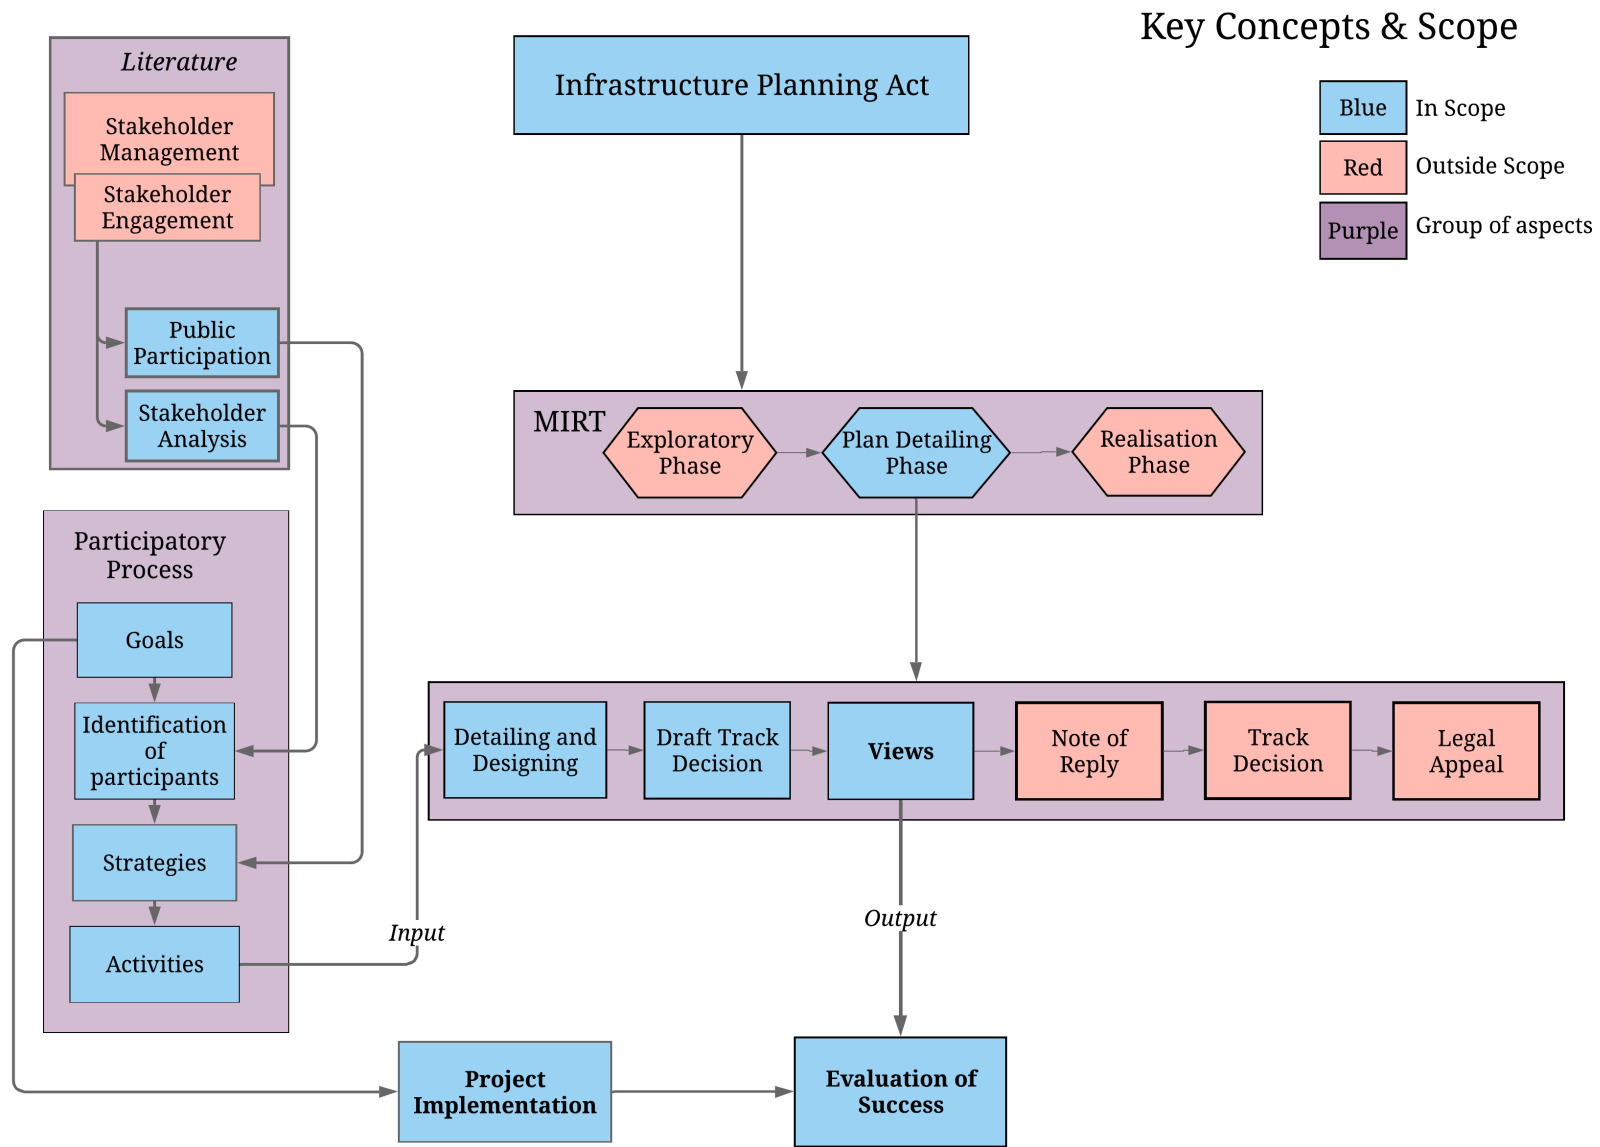 Key Concepts & Scope
Blue
In Scope
Red
Outside Scope
Purple
Group of aspects
Literature
Stakeholder
Management
Stakeholder
Engagement
Public
Participation
Stakeholder
Analysis
Infrastructure Planning Act
MIRT
Exploratory
Phase
Plan Detailing
Phase
Realisation
Phase
Participatory
Process
Goals
Identification
of
participants
Strategies
Activities
Input
Detailing and
Designing
Draft Track
Decision
Views
Note of
Reply
Track
Decision
Legal
Appeal
Output
Project
Implementation
Evaluation of
Success